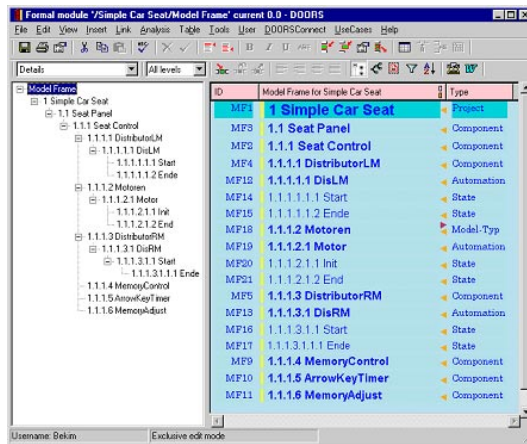 Formal module '/Simple Car Seat/Model Frame' current 0.0 - DOORS
File Edit View Insert Link Analysis Table Tools User DOORSConnect UseCases Help
Details All levels
Model Frame
1 Simple Car Seat
1.1 Seat Panel
1.1.1 Seat Control
1.1.1.1 DistributorLM
1.1.1.1.1 DisLM
1.1.1.1.1.1 Start
1.1.1.1.1.2 Ende
1.1.1.2 Motoren
1.1.1.2.1 Motor
1.1.1.2.1.1 Init
1.1.1.2.1.2 End
1.1.1.3 DistributorRM
1.1.1.3.1 DisRM
1.1.1.3.1.1 Start
1.1.1.3.1.1.1 Ende
1.1.1.4 MemoryControl
1.1.1.5 ArrowKeyTimer
1.1.1.6 MemoryAdjust
ID Model Frame for Simple Car Seat Type
MF1 1 Simple Car Seat Project
MF3 1.1 Seat Panel Component
MF2 1.1.1 Seat Control Component
MF4 1.1.1.1 DistributorLM Component
MF12 1.1.1.1.1 DisLM Automation
MF14 1.1.1.1.1.1 Start State
MF15 1.1.1.1.1.2 Ende State
MF18 1.1.1.2 Motoren Model-Typ
MF19 1.1.1.2.1 Motor Automation
MF20 1.1.1.2.1.1 Init State
MF21 1.1.1.2.1.2 End State
MF5 1.1.1.3 DistributorRM Component
MF13 1.1.1.3.1 DisRM Automation
MF16 1.1.1.3.1.1 Start State
MF17 1.1.1.3.1.1.1 Ende State
MF9 1.1.1.4 MemoryControl Component
MF10 1.1.1.5 ArrowKeyTimer Component
MF11 1.1.1.6 MemoryAdjust Component
Username: Bekim Exclusive edit mode